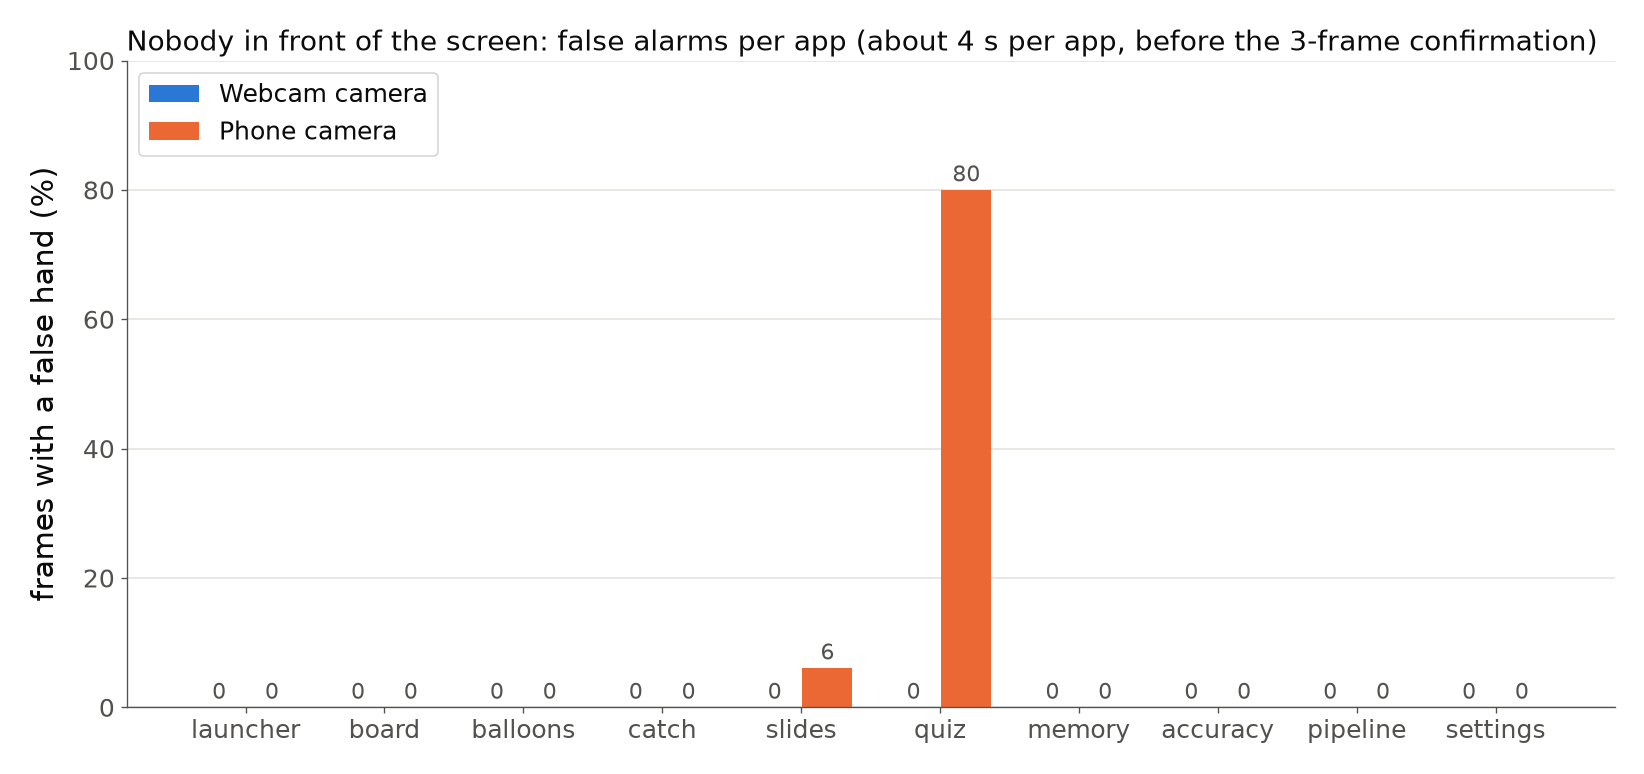 Nobody in front of the screen: false alarms per app (about 4 s per app, before the 3-frame confirmation)
Webcam camera
Phone camera
frames with a false hand (%)
100
80
60
40
20
0
80
6
0 0 0 0 0 0 0 0 0 0 0 0 0 0 0 0 0 0
launcher board balloons catch slides quiz memory accuracy pipeline settings